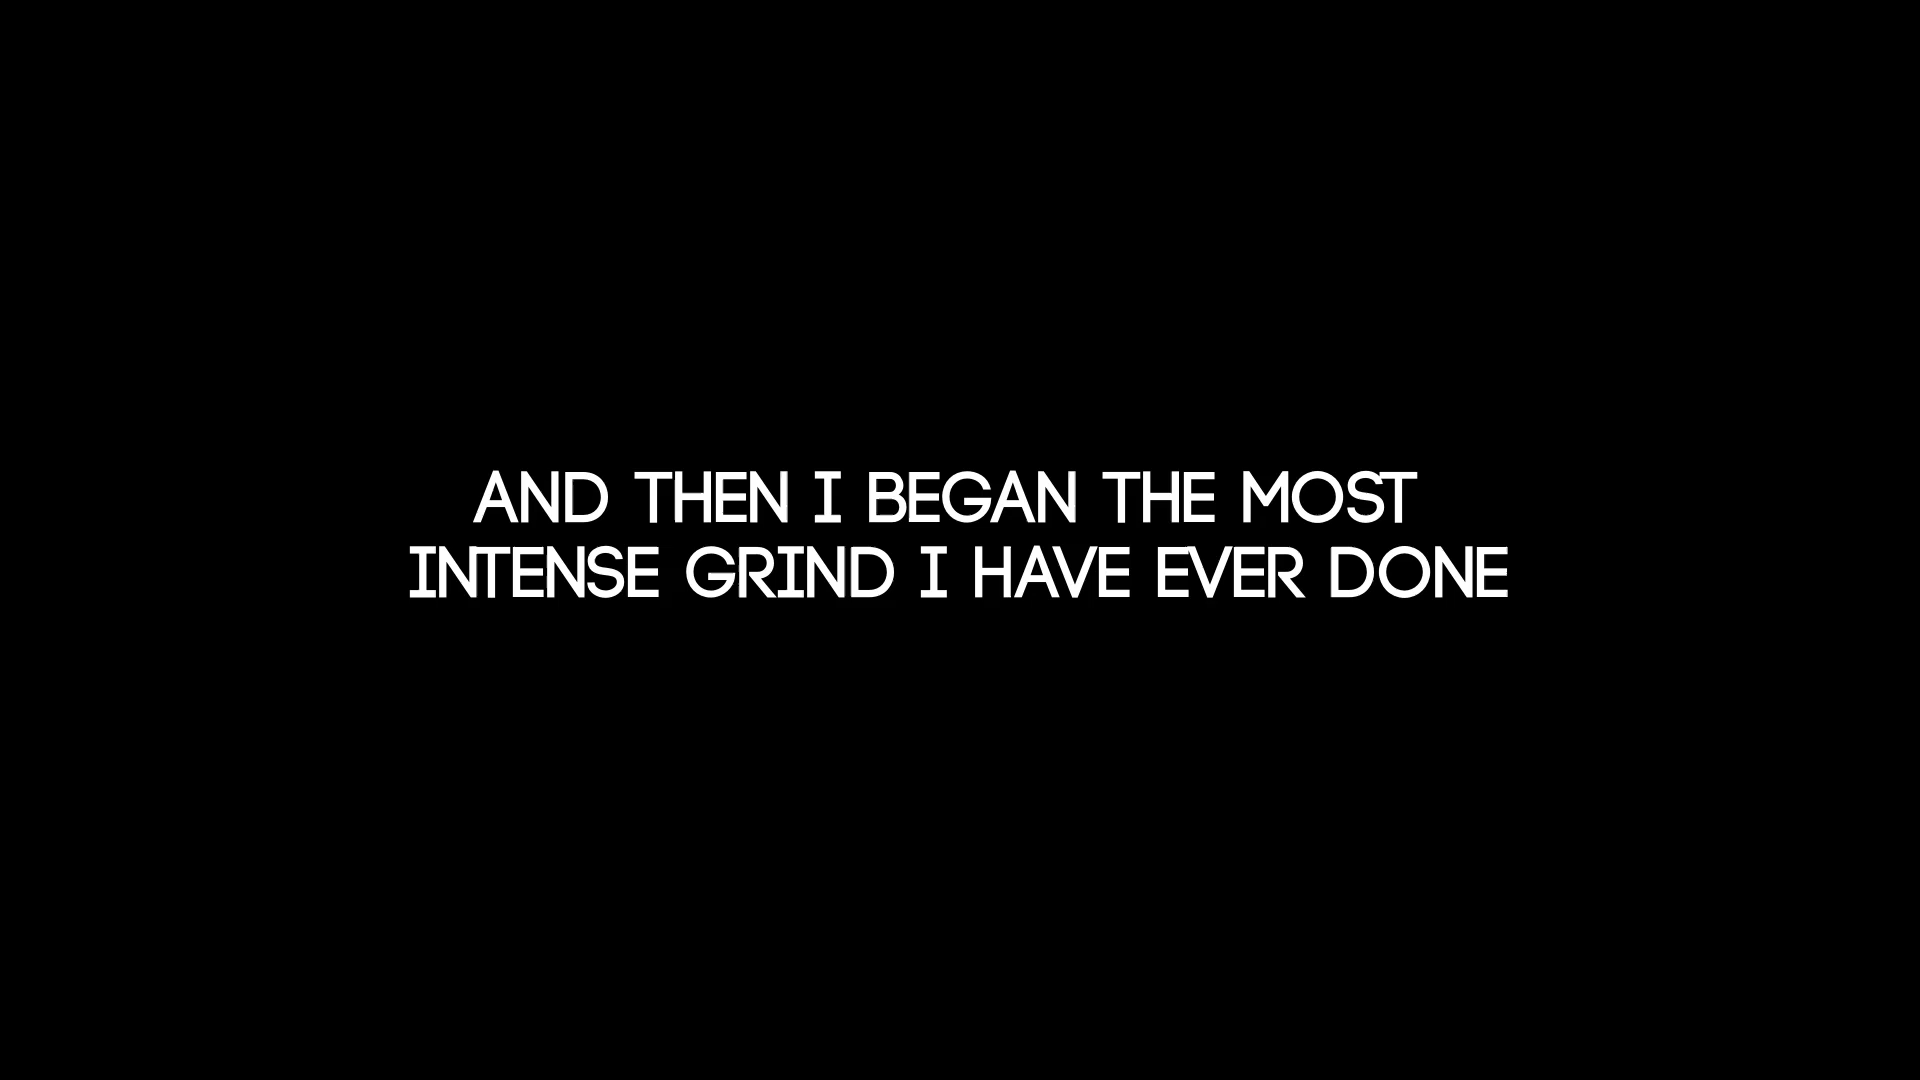 AND THEN I BEGAN THE MOST
INTENSE GRIND I HAVE EVER DONE